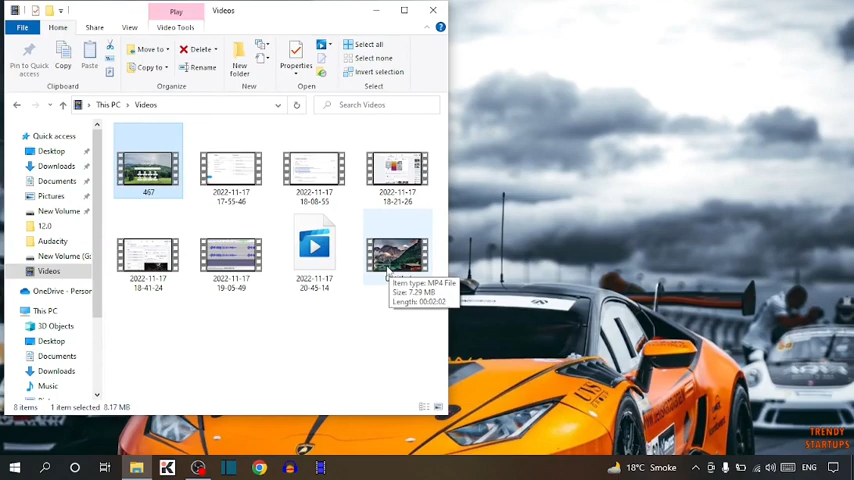 Play
Videos
File
Home
Share
View
Video Tools
Pin to Quick access
Copy
Paste
Move to
Copy to
Delete
Rename
New folder
Properties
Select all
Select none
Invert selection
Clipboard
Organize
New
Open
Select
This PC
Videos
Search Videos
Quick access
Desktop
Downloads
Documents
Pictures
New Volume
12.0
Audacity
New Volume (G:
Videos
OneDrive - Person
This PC
3D Objects
Desktop
Documents
Downloads
Music
467
2022-11-17 17-55-46
2022-11-17 18-08-55
2022-11-17 18-21-26
2022-11-17 18-41-24
2022-11-17 19-05-49
2022-11-17 20-45-14
Item type: MP4 File
Size: 7.29 MB
Length: 00:02:02
8 items
1 item selected 8.17 MB
TRENDY
STARTUPS
18°C Smoke
ENG